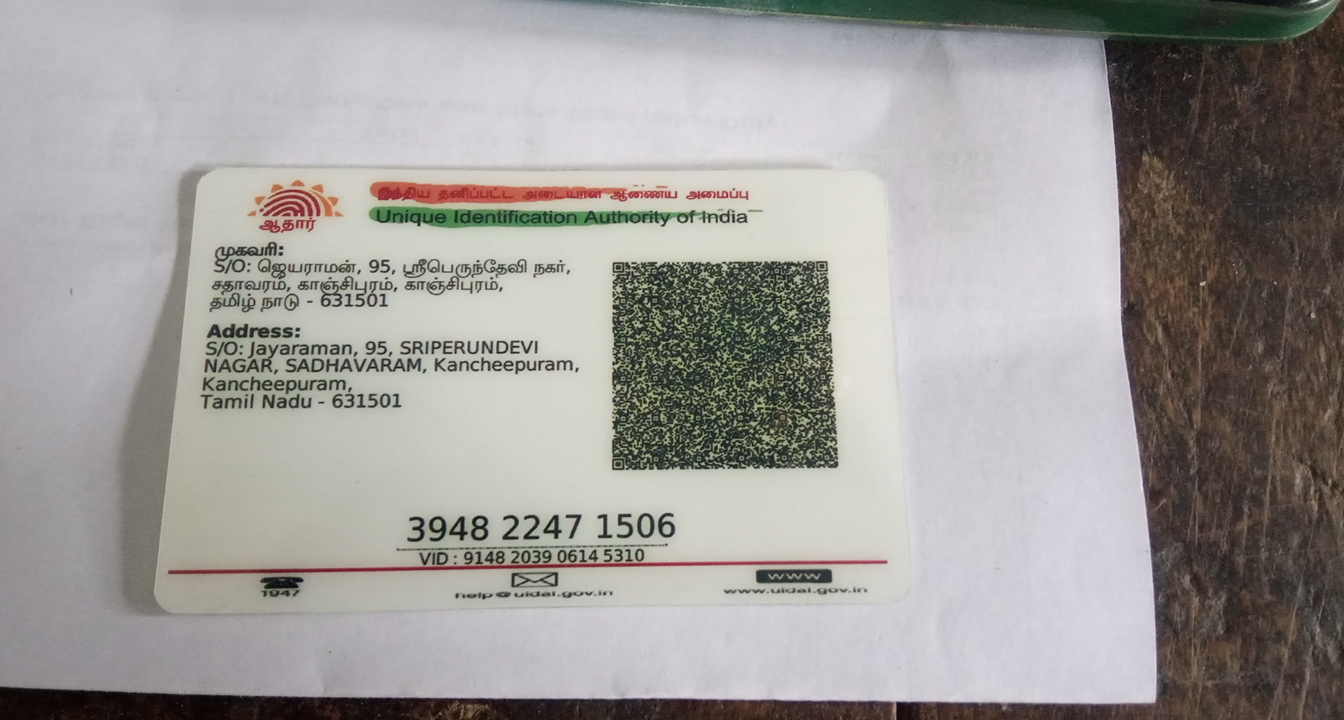 ஆதார்
இந்திய தனிப்பட்ட அடையாள ஆணைய அமைப்பு
Unique Identification Authority of India
முகவரி:
S/O: ஜெயராமன், 95, ஸ்ரீபெருந்தேவி நகர்,
சதாவரம், காஞ்சிபுரம், காஞ்சிபுரம்,
தமிழ் நாடு - 631501
Address:
S/O: Jayaraman, 95, SRIPERUNDEVI
NAGAR, SADHAVARAM, Kancheepuram,
Kancheepuram,
Tamil Nadu - 631501
3948 2247 1506
VID : 9148 2039 0614 5310
1947
help@uidai.gov.in
www
www.uidai.gov.in